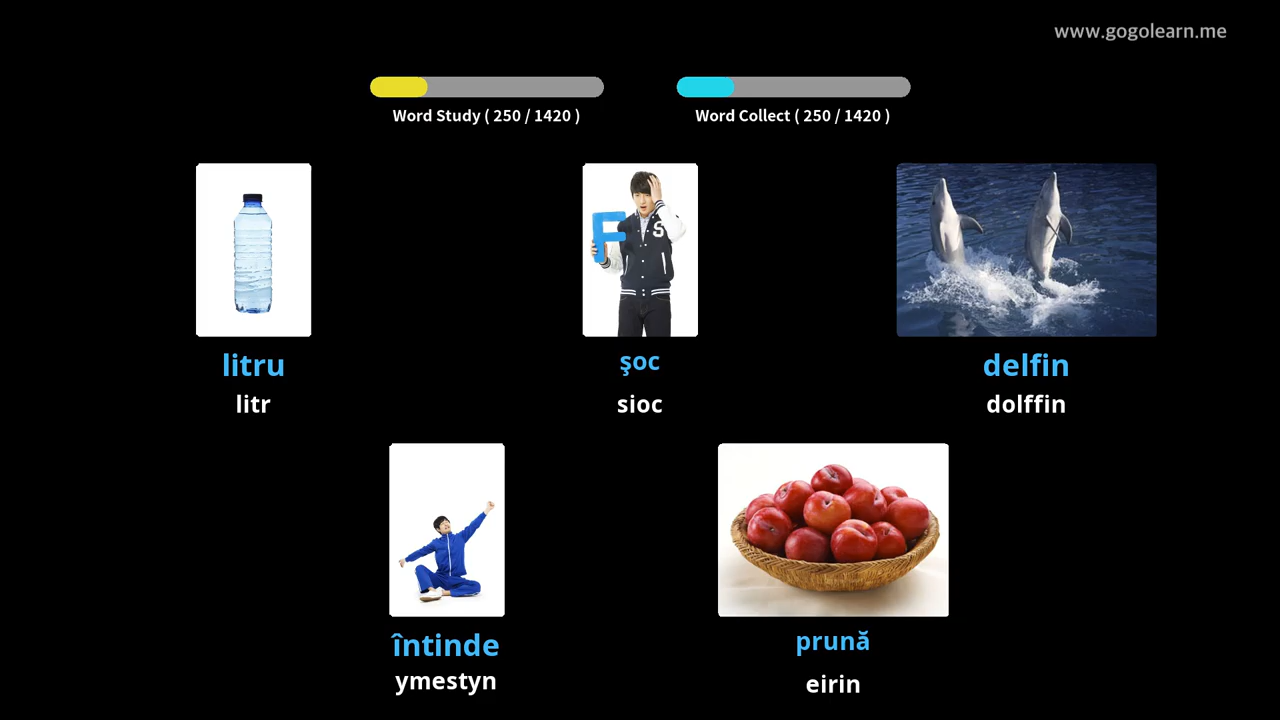 www.gogolearn.me
Word Study ( 250 / 1420 )
Word Collect ( 250 / 1420 )
litru
litr
şoc
sioc
delfin
dolffin
întinde
ymestyn
prună
eirin
F
S